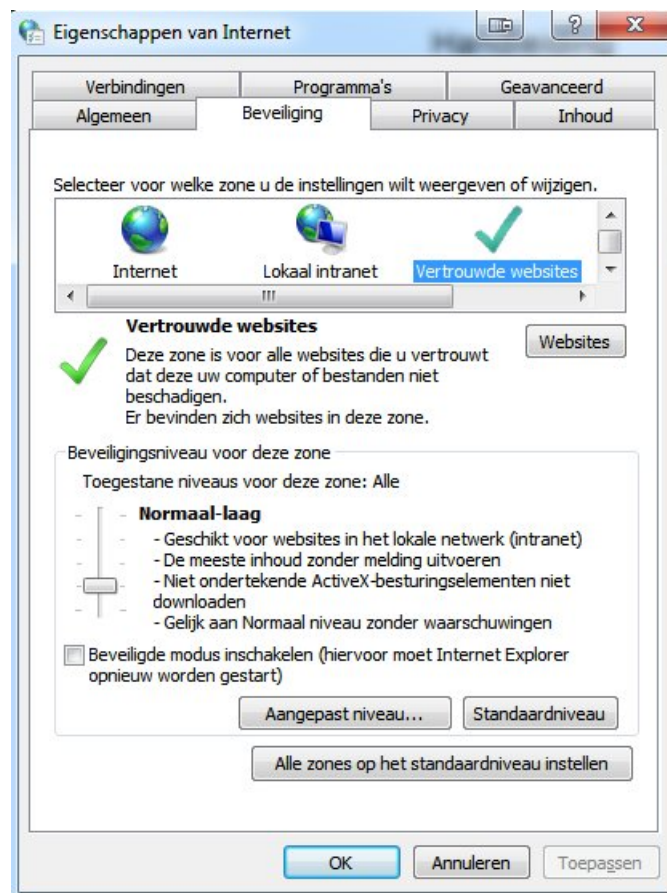 Eigenschappen van Internet
Verbindingen Programma's Geavanceerd
Algemeen Beveiliging Privacy Inhoud
Selecteer voor welke zone u de instellingen wilt weergeven of wijzigen.
Internet Lokaal intranet Vertrouwde websites
Vertrouwde websites
Websites
Deze zone is voor alle websites die u vertrouwt
dat deze uw computer of bestanden niet
beschadigen.
Er bevinden zich websites in deze zone.
Beveiligingsniveau voor deze zone
Toegestane niveaus voor deze zone: Alle
Normaal-laag
- Geschikt voor websites in het lokale netwerk (intranet)
- De meeste inhoud zonder melding uitvoeren
- Niet ondertekende ActiveX-besturingselementen niet
downloaden
- Gelijk aan Normaal niveau zonder waarschuwingen
Beveiligde modus inschakelen (hiervoor moet Internet Explorer
opnieuw worden gestart)
Aangepast niveau... Standaardniveau
Alle zones op het standaardniveau instellen
OK Annuleren Toepassen